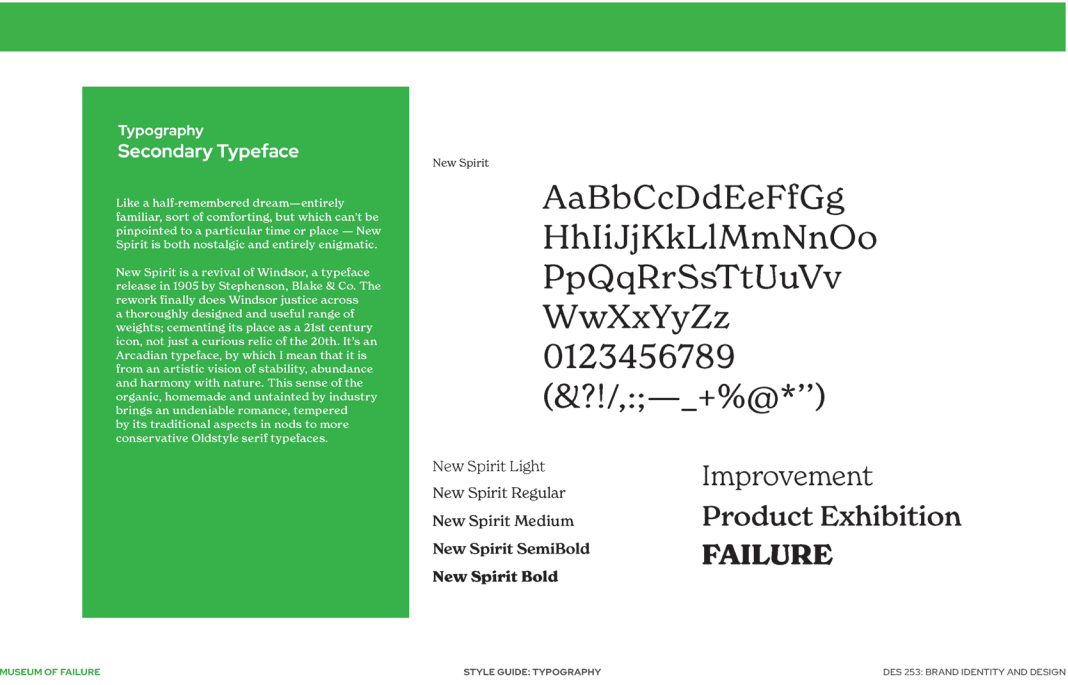 Typography
Secondary Typeface
Like a half-remembered dream—entirely
familiar, sort of comforting, but which can't be
pinpointed to a particular time or place — New
Spirit is both nostalgic and entirely enigmatic.
New Spirit is a revival of Windsor, a typeface
release in 1905 by Stephenson, Blake & Co. The
rework finally does Windsor justice across
a thoroughly designed and useful range of
weights; cementing its place as a 21st century
icon, not just a curious relic of the 20th. It's an
Arcadian typeface, by which I mean that it is
from an artistic vision of stability, abundance
and harmony with nature. This sense of the
organic, homemade and untainted by industry
brings an undeniable romance, tempered
by its traditional aspects in nods to more
conservative Oldstyle serif typefaces.
New Spirit
AaBbCcDdEeFfGg
HhIiJjKkLlMmNnOo
PpQqRrSsTtUuVv
WwXxYyZz
0123456789
(&?!/,:;—_+%@*”)
New Spirit Light
New Spirit Regular
New Spirit Medium
New Spirit SemiBold
New Spirit Bold
Improvement
Product Exhibition
FAILURE
MUSEUM OF FAILURE
STYLE GUIDE: TYPOGRAPHY
DES 253: BRAND IDENTITY AND DESIGN